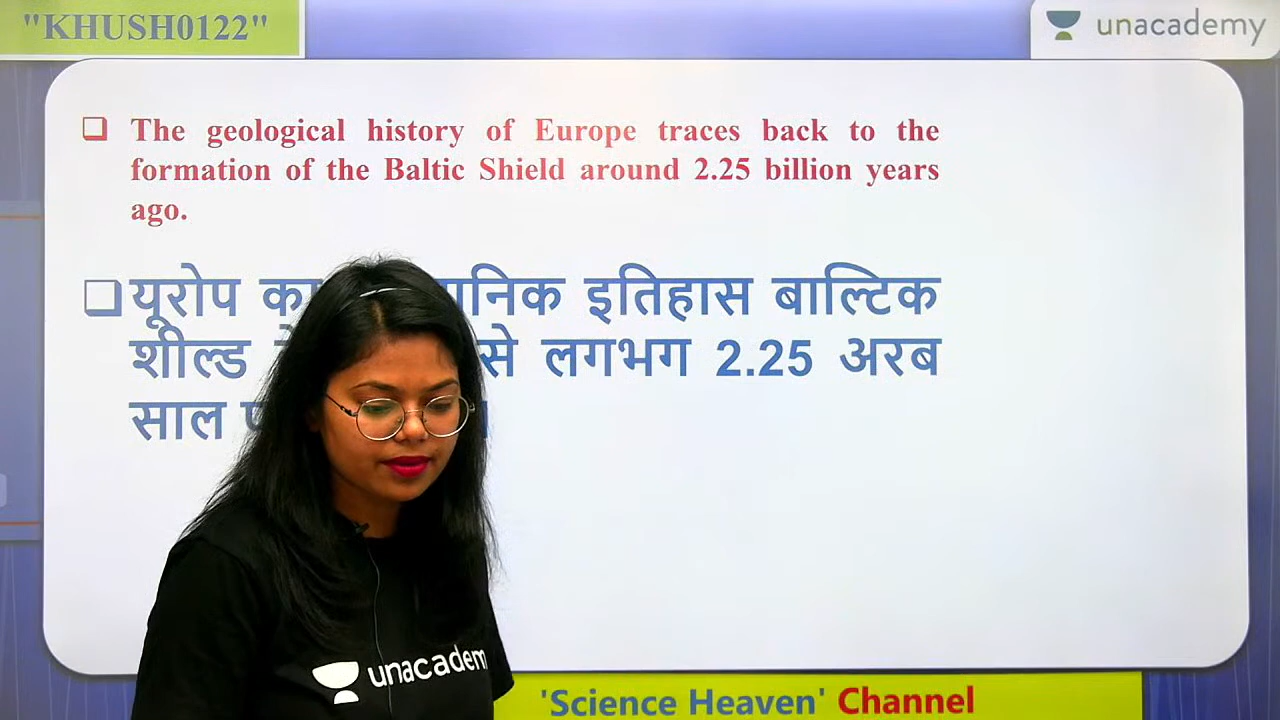 "KHUSH0122"
unacademy
The geological history of Europe traces back to the
formation of the Baltic Shield around 2.25 billion years
ago.
यूरोप इतिहास बाल्टिक
शील्ड से लगभग 2.25 अरब
साल
unacademy
'Science Heaven' Channel